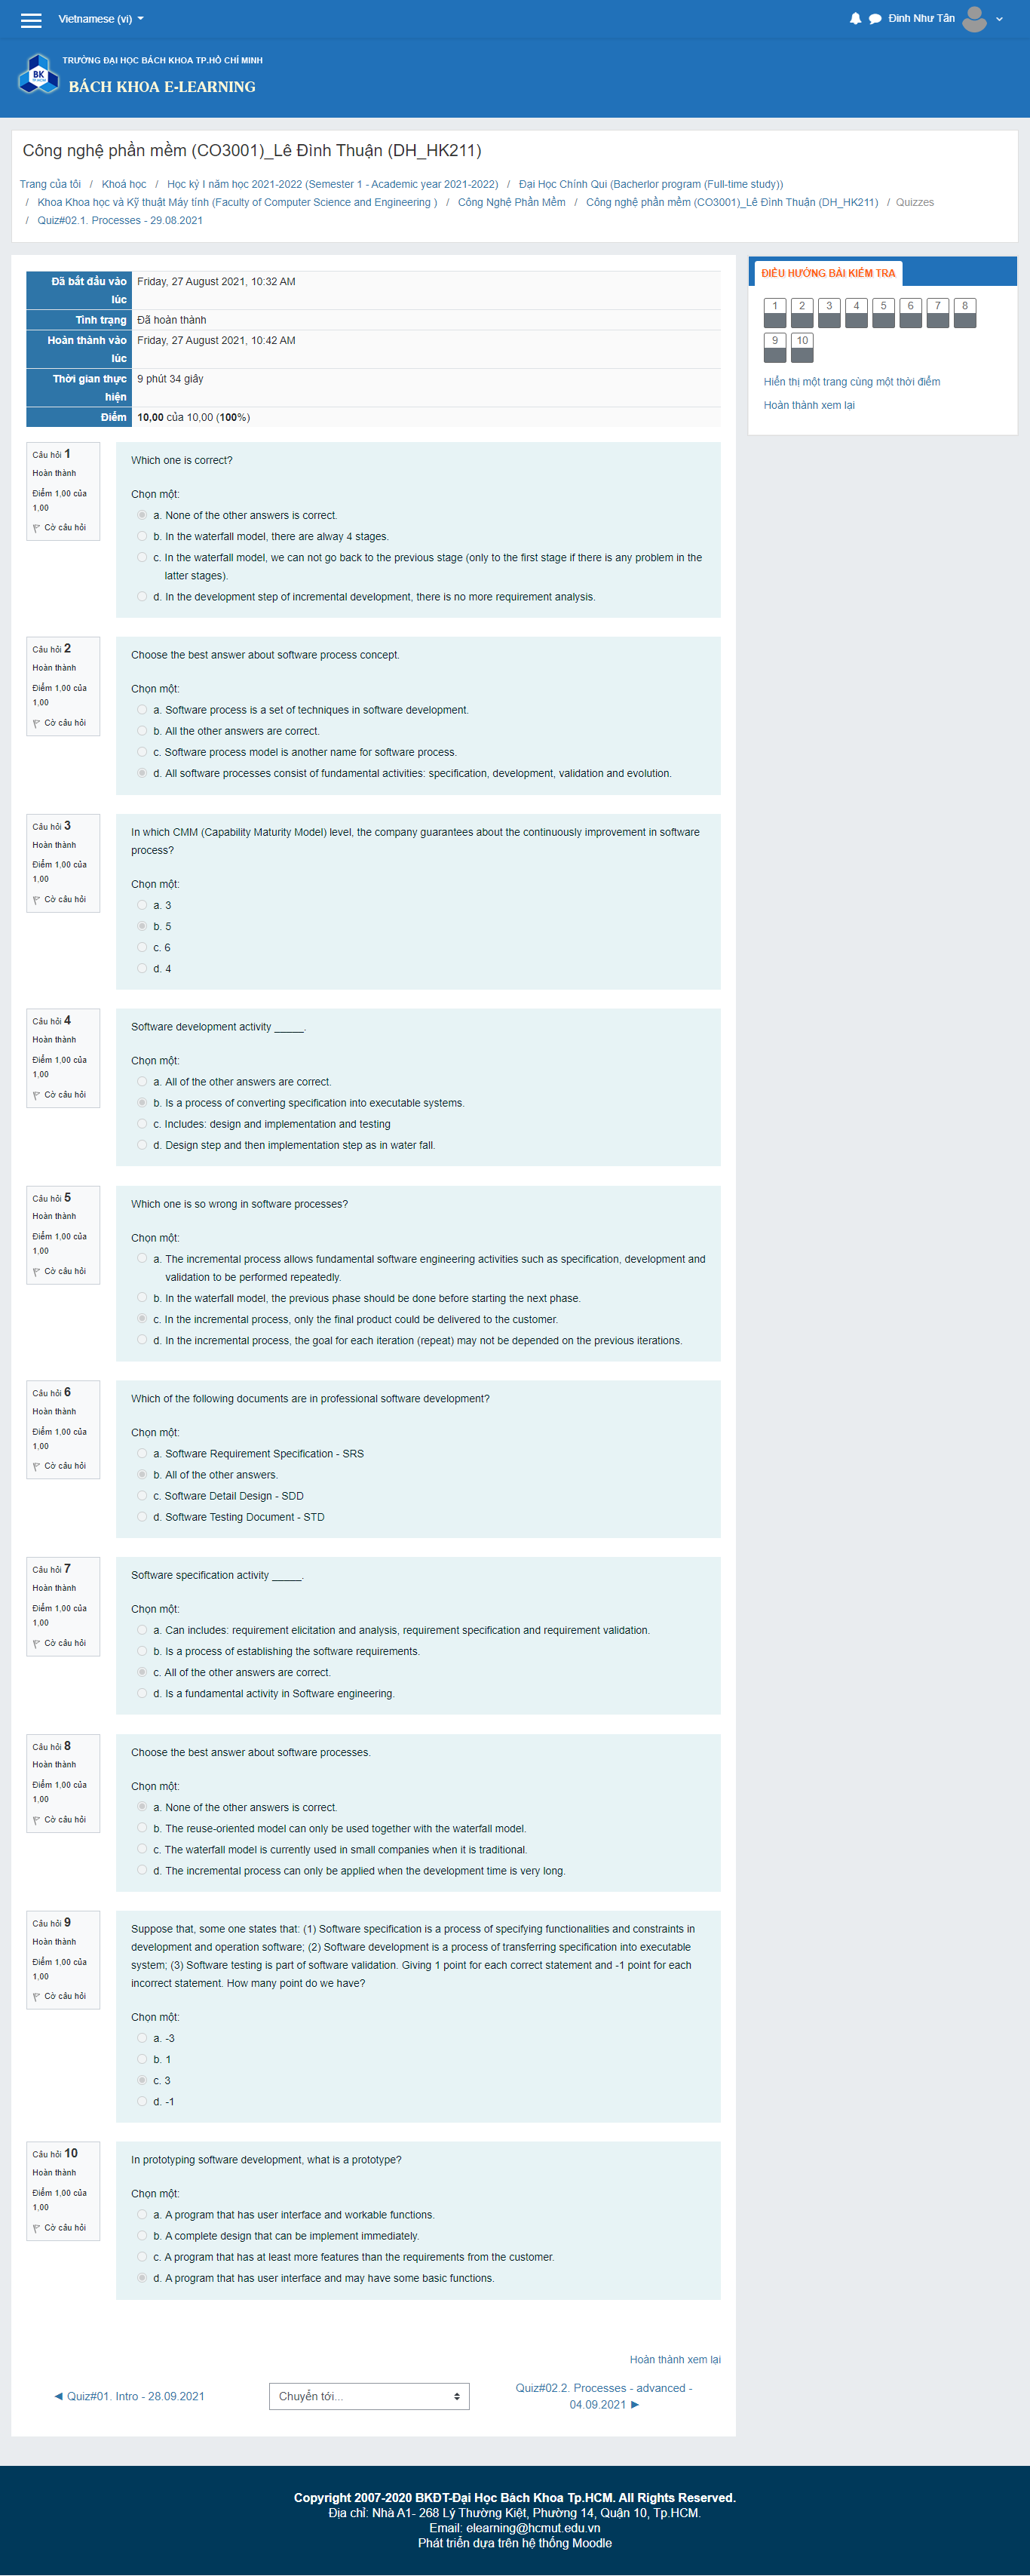 Vietnamese (vi)
Đinh Như Tân
TRƯỜNG ĐẠI HỌC BÁCH KHOA TP.HỒ CHÍ MINH
BK
TP.HCM
BÁCH KHOA E-LEARNING
Công nghệ phần mềm (CO3001)_Lê Đình Thuận (DH_HK211)
Trang của tôi / Khoá học / Học kỳ I năm học 2021-2022 (Semester 1 - Academic year 2021-2022) / Đại Học Chính Qui (Bacherlor program (Full-time study))
/ Khoa Khoa học và Kỹ thuật Máy tính (Faculty of Computer Science and Engineering ) / Công Nghệ Phần Mềm / Công nghệ phần mềm (CO3001)_Lê Đình Thuận (DH_HK211) / Quizzes
/ Quiz#02.1. Processes - 29.08.2021
Đã bắt đầu vào lúc
Friday, 27 August 2021, 10:32 AM
Tình trạng
Đã hoàn thành
Hoàn thành vào lúc
Friday, 27 August 2021, 10:42 AM
Thời gian thực hiện
9 phút 34 giây
Điểm
10,00 của 10,00 (100%)
ĐIỀU HƯỚNG BÀI KIỂM TRA
1 2 3 4 5 6 7 8
9 10
Hiển thị một trang cùng một thời điểm
Hoàn thành xem lại
Câu hỏi 1
Hoàn thành
Điểm 1,00 của
1,00
Cờ câu hỏi
Which one is correct?
Chọn một:
a. None of the other answers is correct.
b. In the waterfall model, there are alway 4 stages.
c. In the waterfall model, we can not go back to the previous stage (only to the first stage if there is any problem in the
latter stages).
d. In the development step of incremental development, there is no more requirement analysis.
Câu hỏi 2
Hoàn thành
Điểm 1,00 của
1,00
Cờ câu hỏi
Choose the best answer about software process concept.
Chọn một:
a. Software process is a set of techniques in software development.
b. All the other answers are correct.
c. Software process model is another name for software process.
d. All software processes consist of fundamental activities: specification, development, validation and evolution.
Câu hỏi 3
Hoàn thành
Điểm 1,00 của
1,00
Cờ câu hỏi
In which CMM (Capability Maturity Model) level, the company guarantees about the continuously improvement in software
process?
Chọn một:
a. 3
b. 5
c. 6
d. 4
Câu hỏi 4
Hoàn thành
Điểm 1,00 của
1,00
Cờ câu hỏi
Software development activity _____.
Chọn một:
a. All of the other answers are correct.
b. Is a process of converting specification into executable systems.
c. Includes: design and implementation and testing
d. Design step and then implementation step as in water fall.
Câu hỏi 5
Hoàn thành
Điểm 1,00 của
1,00
Cờ câu hỏi
Which one is so wrong in software processes?
Chọn một:
a. The incremental process allows fundamental software engineering activities such as specification, development and
validation to be performed repeatedly.
b. In the waterfall model, the previous phase should be done before starting the next phase.
c. In the incremental process, only the final product could be delivered to the customer.
d. In the incremental process, the goal for each iteration (repeat) may not be depended on the previous iterations.
Câu hỏi 6
Hoàn thành
Điểm 1,00 của
1,00
Cờ câu hỏi
Which of the following documents are in professional software development?
Chọn một:
a. Software Requirement Specification - SRS
b. All of the other answers.
c. Software Detail Design - SDD
d. Software Testing Document - STD
Câu hỏi 7
Hoàn thành
Điểm 1,00 của
1,00
Cờ câu hỏi
Software specification activity _____.
Chọn một:
a. Can includes: requirement elicitation and analysis, requirement specification and requirement validation.
b. Is a process of establishing the software requirements.
c. All of the other answers are correct.
d. Is a fundamental activity in Software engineering.
Câu hỏi 8
Hoàn thành
Điểm 1,00 của
1,00
Cờ câu hỏi
Choose the best answer about software processes.
Chọn một:
a. None of the other answers is correct.
b. The reuse-oriented model can only be used together with the waterfall model.
c. The waterfall model is currently used in small companies when it is traditional.
d. The incremental process can only be applied when the development time is very long.
Câu hỏi 9
Hoàn thành
Điểm 1,00 của
1,00
Cờ câu hỏi
Suppose that, some one states that: (1) Software specification is a process of specifying functionalities and constraints in
development and operation software; (2) Software development is a process of transferring specification into executable
system; (3) Software testing is part of software validation. Giving 1 point for each correct statement and -1 point for each
incorrect statement. How many point do we have?
Chọn một:
a. -3
b. 1
c. 3
d. -1
Câu hỏi 10
Hoàn thành
Điểm 1,00 của
1,00
Cờ câu hỏi
In prototyping software development, what is a prototype?
Chọn một:
a. A program that has user interface and workable functions.
b. A complete design that can be implement immediately.
c. A program that has at least more features than the requirements from the customer.
d. A program that has user interface and may have some basic functions.
Hoàn thành xem lại
◄ Quiz#01. Intro - 28.09.2021
Chuyển tới...
Quiz#02.2. Processes - advanced -
04.09.2021 ►
Copyright 2007-2020 BKĐT-Đại Học Bách Khoa Tp.HCM. All Rights Reserved.
Địa chỉ: Nhà A1- 268 Lý Thường Kiệt, Phường 14, Quận 10, Tp.HCM.
Email: elearning@hcmut.edu.vn
Phát triển dựa trên hệ thống Moodle